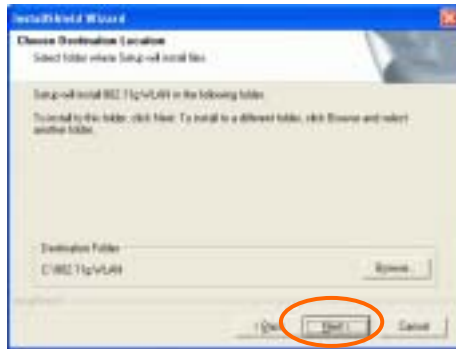 InstallShield Wizard
Choose Destination Location
Select folder where Setup will install files.
Setup will install 802.11g WLAN in the following folder.
To install to this folder, click Next. To install to a different folder, click Browse and select
another folder.
Destination Folder
C:\802.11g WLAN
Browse...
InstallShield
< Back
Next >
Cancel